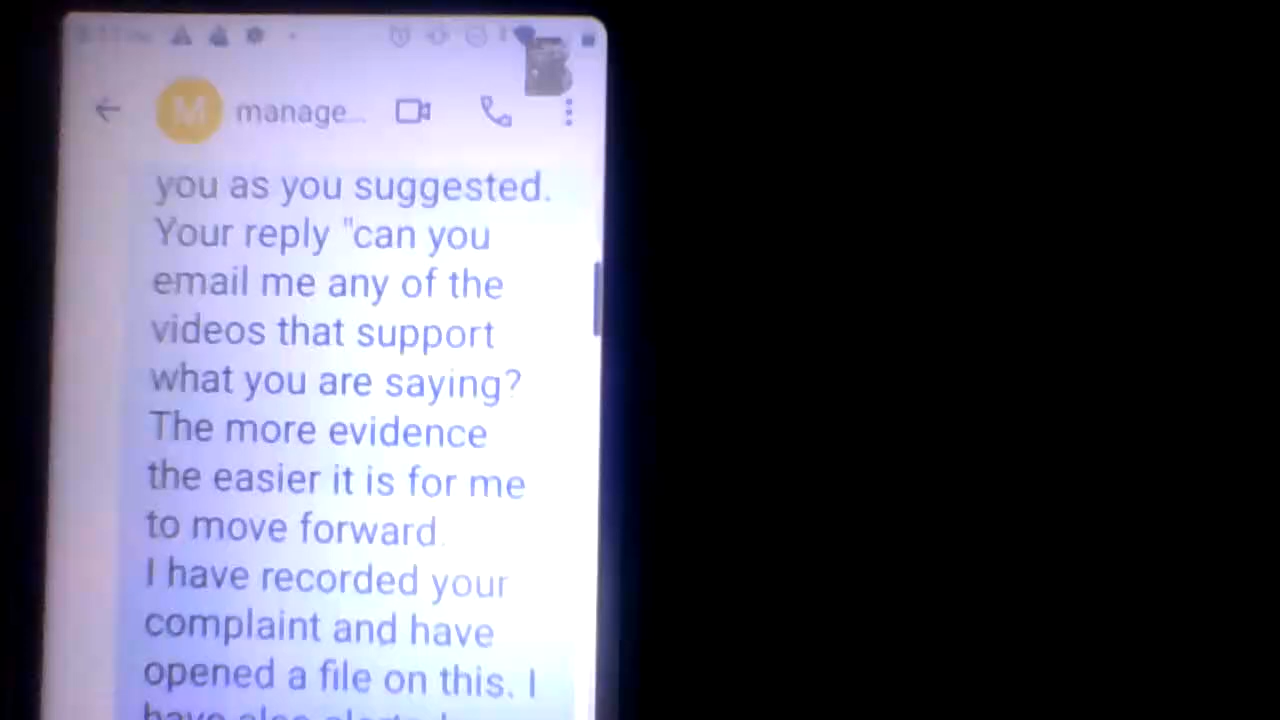 M manage...
you as you suggested.
Your reply "can you
email me any of the
videos that support
what you are saying?
The more evidence
the easier it is for me
to move forward.
I have recorded your
complaint and have
opened a file on this. I
have also